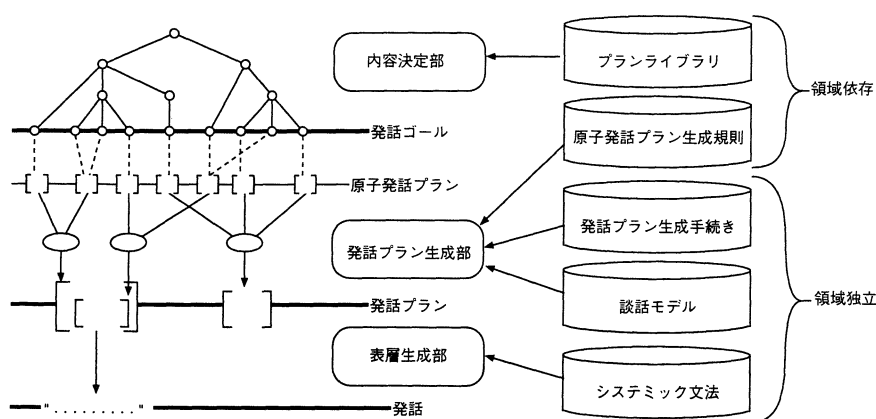 内容決定部
プランライブラリ
領域依存
発話ゴール
原子発話プラン生成規則
原子発話プラン
発話プラン生成手続き
発話プラン生成部
発話プラン
談話モデル
領域独立
表層生成部
システミック文法
"........."
発話